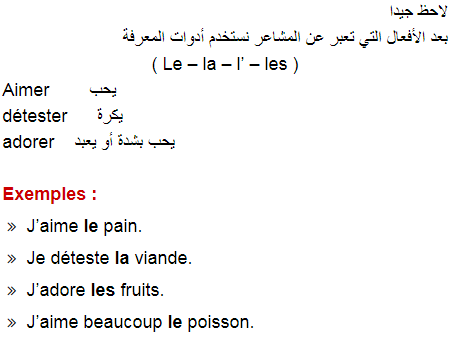 لاحظ جيدا
بعد الأفعال التي تعبر عن المشاعر نستخدم أدوات المعرفة
( Le – la – l’ – les )
Aimer يحب
détester يكرة
adorer يحب بشدة أو يعبد
Exemples :
» J’aime le pain.
» Je déteste la viande.
» J’adore les fruits.
» J’aime beaucoup le poisson.